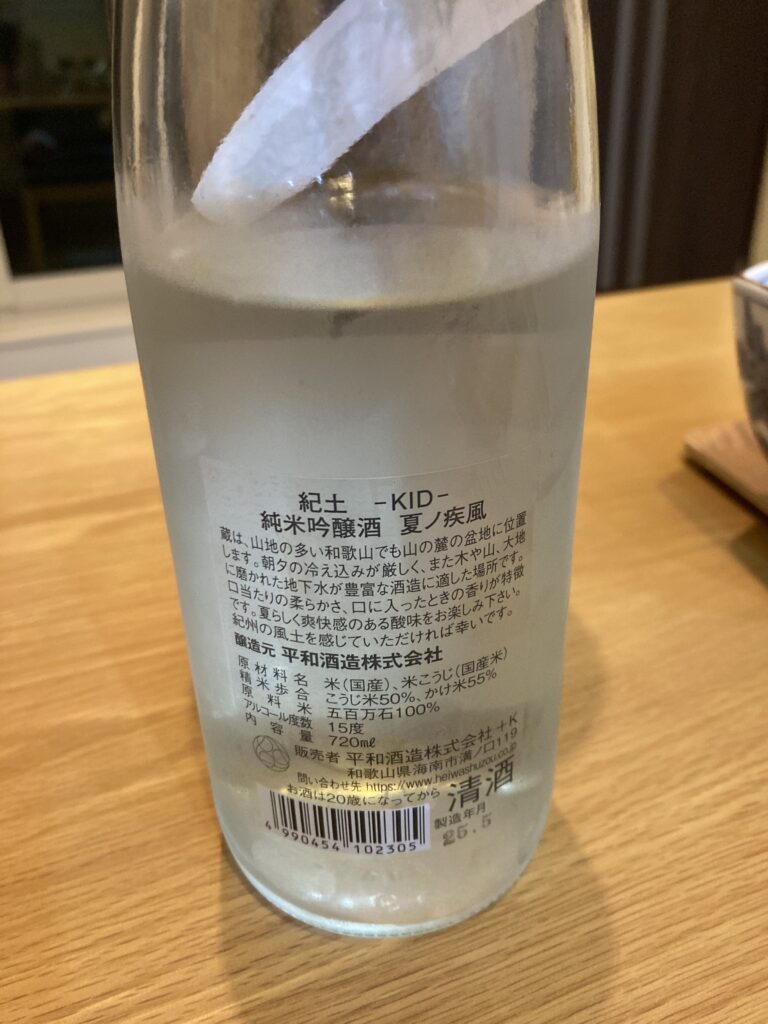 紀土 -KID-
純米吟醸酒 夏ノ疾風
蔵は、山地の多い和歌山でも山の麓の盆地に位置
します。朝夕の冷え込みが厳しく、また木や山、大地
に磨かれた地下水が豊富な酒造に適した場所です。
口当たりの柔らかさ、口に入ったときの香りが特徴
です。夏らしく爽快感のある酸味をお楽しみ下さい。
紀州の風土を感じていただければ幸いです。
醸造元 平和酒造株式会社
原材料名 米(国産)、米こうじ(国産米)
精米歩合 こうじ米50%、かけ米55%
原料米 五百万石100%
アルコール度数 15度
内容量 720㎖
販売者 平和酒造株式会社 +K
和歌山県海南市溝ノ口119
問い合わせ先 https://www.heiwashuzou.co.jp
お酒は20歳になってから 清酒
4 990454 102305
製造年月
25.5